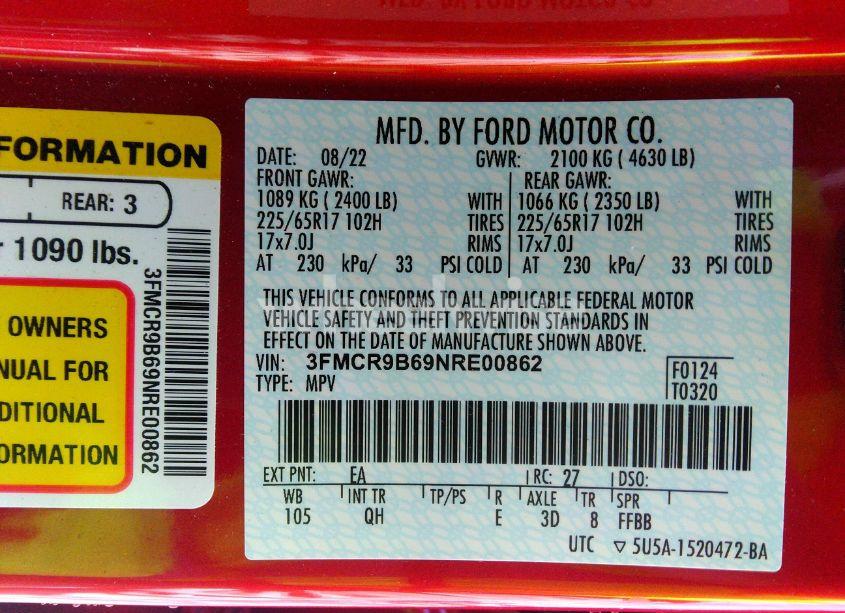 FORMATION
REAR: 3
1090 lbs.
3FMCR9B69NRE00862
OWNERS
NUAL FOR
DITIONAL
ORMATION
MFD. BY FORD MOTOR CO.
DATE: 08/22 GVWR: 2100 KG ( 4630 LB)
FRONT GAWR: REAR GAWR:
1089 KG ( 2400 LB) WITH 1066 KG ( 2350 LB) WITH
225/65R17 102H TIRES 225/65R17 102H TIRES
17x7.0J RIMS 17x7.0J RIMS
AT 230 kPa/ 33 PSI COLD AT 230 kPa/ 33 PSI COLD
THIS VEHICLE CONFORMS TO ALL APPLICABLE FEDERAL MOTOR
VEHICLE SAFETY AND THEFT PREVENTION STANDARDS IN
EFFECT ON THE DATE OF MANUFACTURE SHOWN ABOVE.
VIN: 3FMCR9B69NRE00862
TYPE: MPV
F0124
T0320
EXT PNT: EA RC: 27 DSO:
WB INT TR TP/PS R AXLE TR SPR
105 QH E 3D 8 FFBB
UTC ▽ 5U5A-1520472-BA